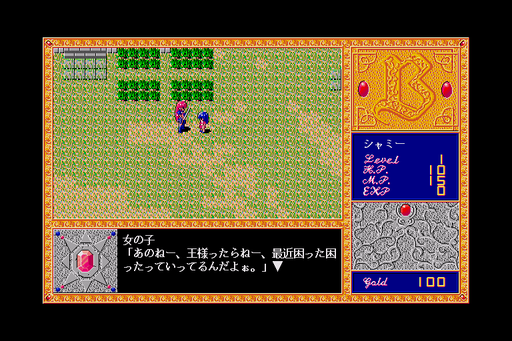 B
シャミー
Level 1
H.P. 10
M.P. 15
EXP 0
女の子
「あのねー、王様ったらねー、最近困った困
ったっていってるんだよぉ。」▼
Gold 100